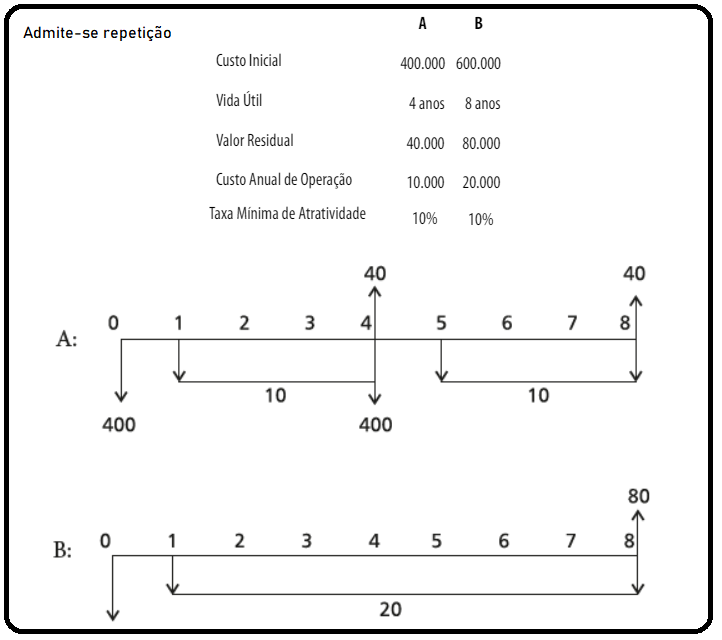 A B
Admite-se repetição
Custo Inicial 400.000 600.000
Vida Útil 4 anos 8 anos
Valor Residual 40.000 80.000
Custo Anual de Operação 10.000 20.000
Taxa Mínima de Atratividade 10% 10%
40 40
A: 0 1 2 3 4 5 6 7 8
10 10
400 400
80
B: 0 1 2 3 4 5 6 7 8
20